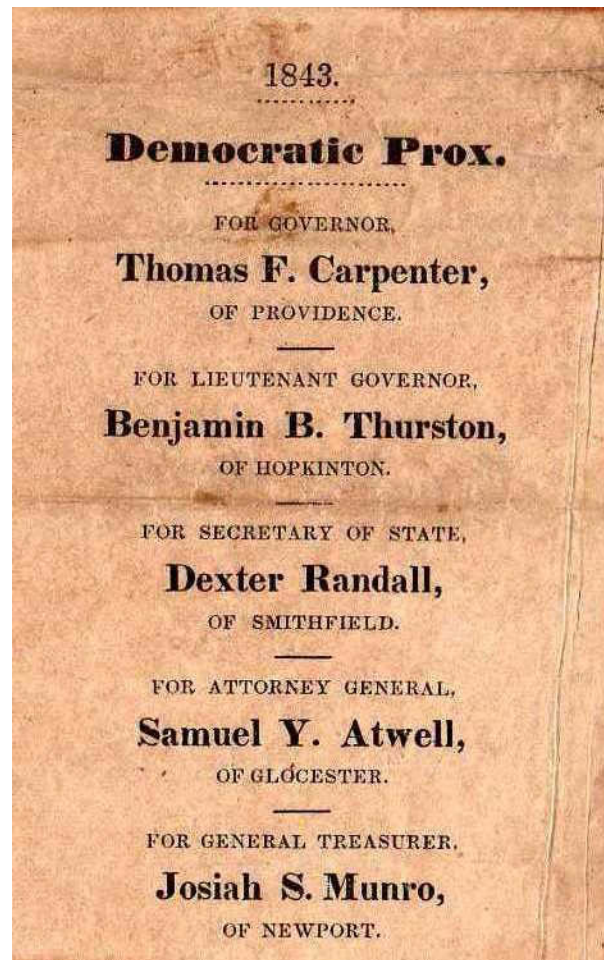 1843.
Democratic Prox.
FOR GOVERNOR,
Thomas F. Carpenter,
OF PROVIDENCE.
FOR LIEUTENANT GOVERNOR,
Benjamin B. Thurston,
OF HOPKINTON.
FOR SECRETARY OF STATE,
Dexter Randall,
OF SMITHFIELD.
FOR ATTORNEY GENERAL,
Samuel Y. Atwell,
OF GLOCESTER.
FOR GENERAL TREASURER,
Josiah S. Munro,
OF NEWPORT.